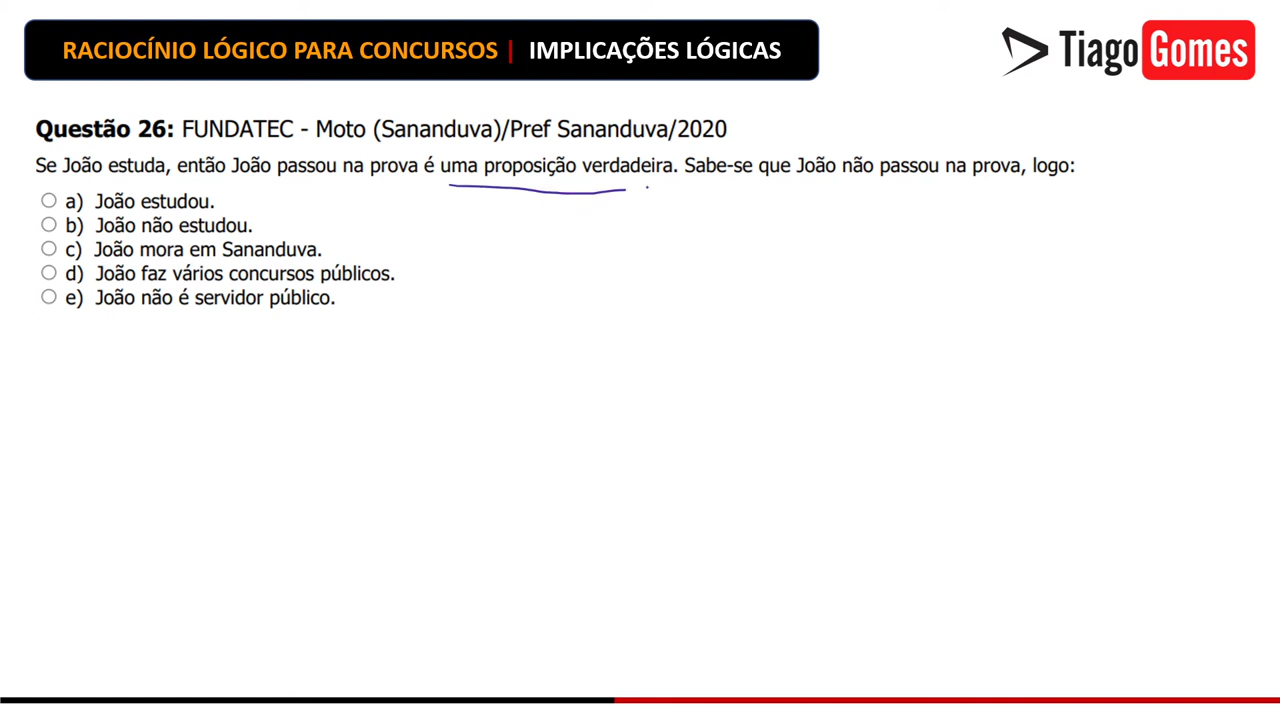 RACIOCÍNIO LÓGICO PARA CONCURSOS | IMPLICAÇÕES LÓGICAS
Tiago Gomes
Questão 26: FUNDATEC - Moto (Sananduva)/Pref Sananduva/2020
Se João estuda, então João passou na prova é uma proposição verdadeira. Sabe-se que João não passou na prova, logo:
a) João estudou.
b) João não estudou.
c) João mora em Sananduva.
d) João faz vários concursos públicos.
e) João não é servidor público.